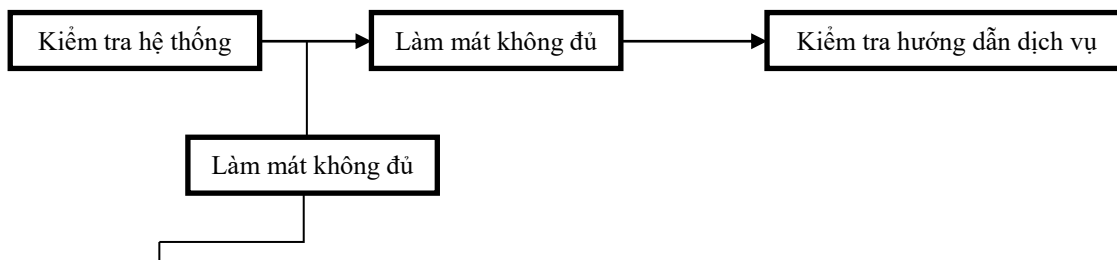 Kiểm tra hệ thống
Làm mát không đủ
Kiểm tra hướng dẫn dịch vụ
Làm mát không đủ